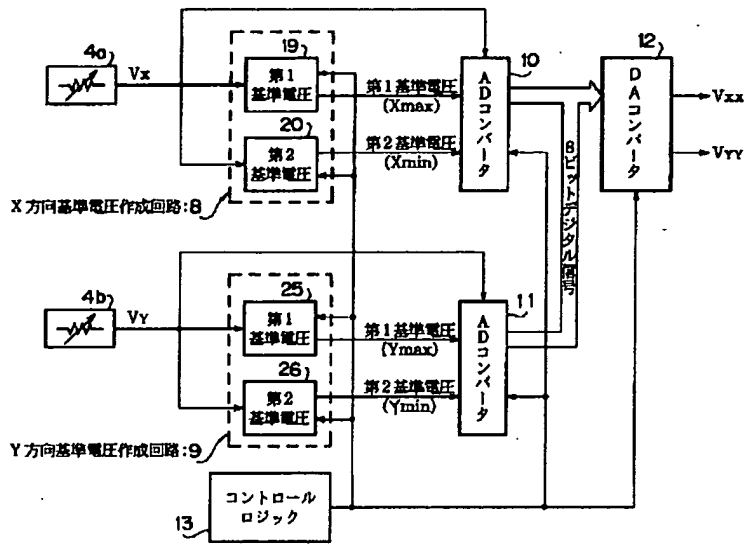 4a
Vx
19
第1
基準電圧
第1基準電圧
(Xmax)
20
第2
基準電圧
第2基準電圧
(Xmin)
10
ADコンバータ
12
DAコンバータ
Vxx
VYY
8ビットデジタル信号
X方向基準電圧作成回路:8
4b
VY
25
第1
基準電圧
第1基準電圧
(Ymax)
26
第2
基準電圧
第2基準電圧
(Ymin)
11
ADコンバータ
Y方向基準電圧作成回路:9
13
コントロール
ロジック